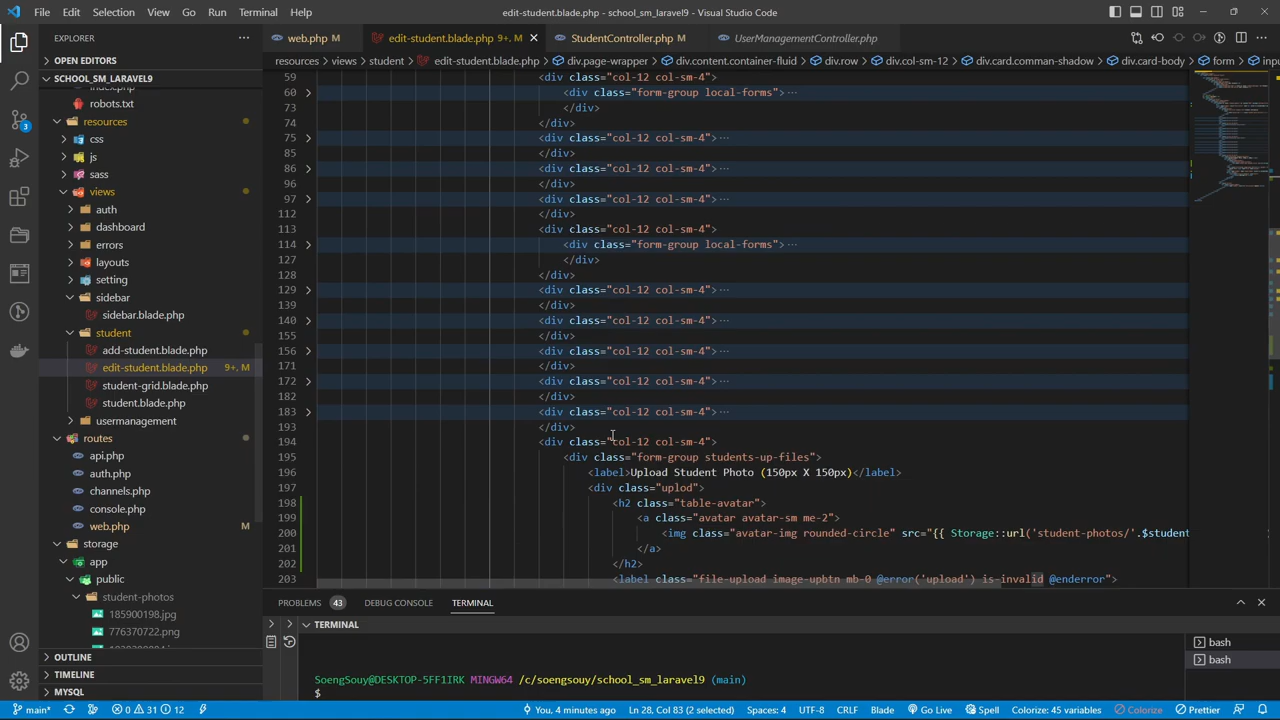 File Edit Selection View Go Run Terminal Help
edit-student.blade.php - school_sm_laravel9 - Visual Studio Code
EXPLORER
OPEN EDITORS
SCHOOL_SM_LARAVEL9
index.php
robots.txt
resources
css
js
sass
views
auth
dashboard
errors
layouts
setting
sidebar
sidebar.blade.php
student
add-student.blade.php
edit-student.blade.php 9+, M
student-grid.blade.php
student.blade.php
usermanagement
routes
api.php
auth.php
channels.php
console.php
web.php M
storage
app
public
student-photos
185900198.jpg
776370722.png
OUTLINE
TIMELINE
MYSQL
web.php M edit-student.blade.php 9+, M StudentController.php M UserManagementController.php
resources > views > student > edit-student.blade.php > div.page-wrapper > div.content.container-fluid > div.row > div.col-sm-12 > div.card.comman-shadow > div.card-body > form > inpu
59 <div class="col-12 col-sm-4">
60 <div class="form-group local-forms"> ...
73 </div>
74 </div>
75 <div class="col-12 col-sm-4"> ...
85 </div>
86 <div class="col-12 col-sm-4"> ...
96 </div>
97 <div class="col-12 col-sm-4"> ...
112 </div>
113 <div class="col-12 col-sm-4">
114 <div class="form-group local-forms"> ...
127 </div>
128 </div>
129 <div class="col-12 col-sm-4"> ...
139 </div>
140 <div class="col-12 col-sm-4"> ...
155 </div>
156 <div class="col-12 col-sm-4"> ...
171 </div>
172 <div class="col-12 col-sm-4"> ...
182 </div>
183 <div class="col-12 col-sm-4"> ...
193 </div>
194 <div class="col-12 col-sm-4">
195 <div class="form-group students-up-files">
196 <label>Upload Student Photo (150px X 150px)</label>
197 <div class="uplod">
198 <h2 class="table-avatar">
199 <a class="avatar avatar-sm me-2">
200 <img class="avatar-img rounded-circle" src="{{ Storage::url('student-photos/'.$student
201 </a>
202 </h2>
203 <label class="file-upload image-upbtn mb-0 @error('upload') is-invalid @enderror">
PROBLEMS 43 DEBUG CONSOLE TERMINAL
TERMINAL
SoengSouy@DESKTOP-5FF1IRK MINGW64 /c/soengsouy/school_sm_laravel9 (main)
$
bash
bash
3
main* 0 31 12 You, 4 minutes ago Ln 28, Col 83 (2 selected) Spaces: 4 UTF-8 CRLF Blade Go Live Spell Colorize: 45 variables Colorize Prettier